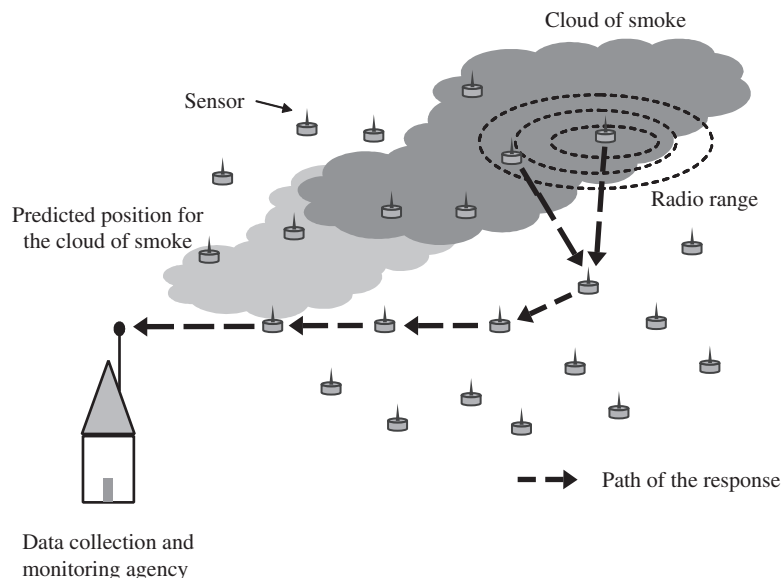 Cloud of smoke
Sensor
Radio range
Predicted position for
the cloud of smoke
Path of the response
Data collection and
monitoring agency